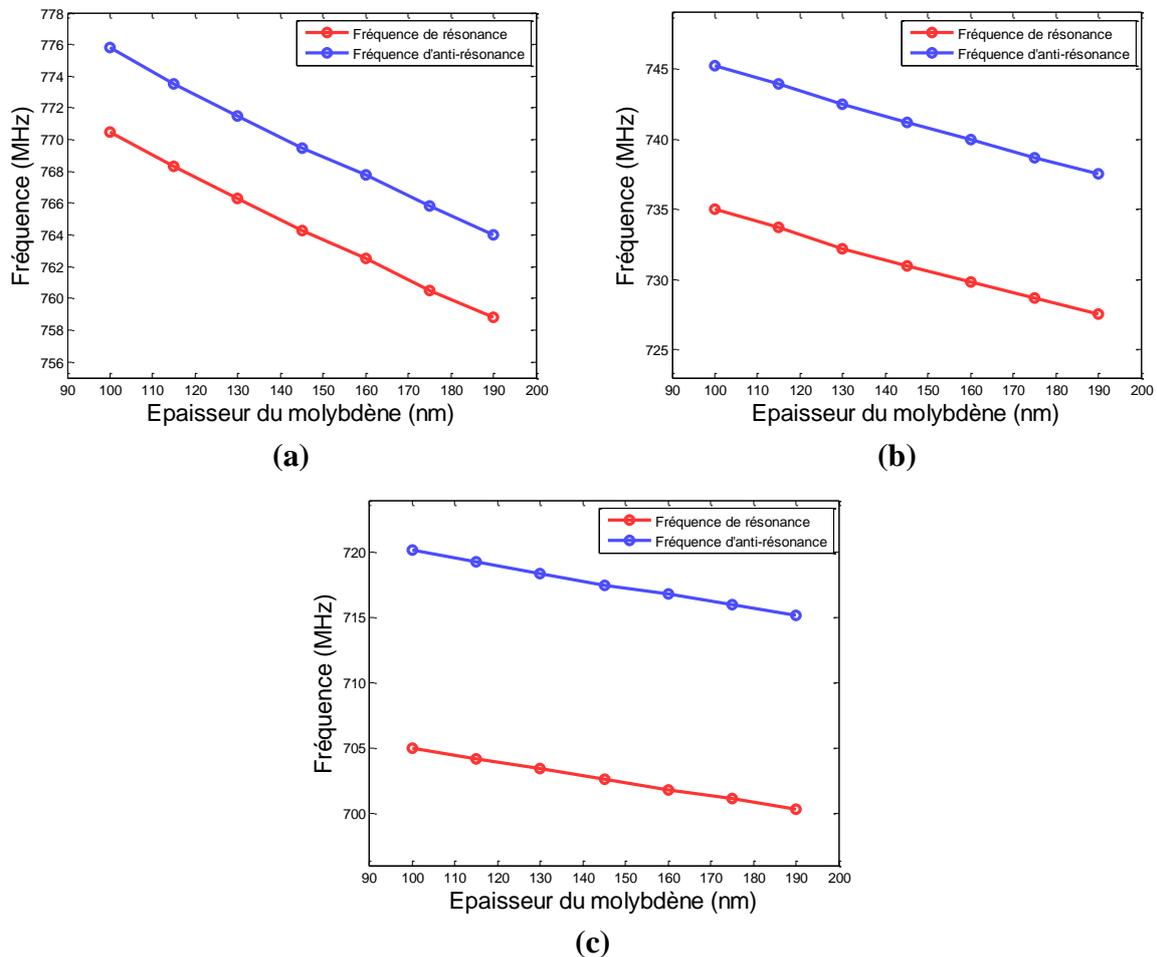 Fréquence de résonance
Fréquence d'anti-résonance
Fréquence (MHz)
778
776
774
772
770
768
766
764
762
760
758
756
90 100 110 120 130 140 150 160 170 180 190 200
Epaisseur du molybdène (nm)
(a)
Fréquence de résonance
Fréquence d'anti-résonance
Fréquence (MHz)
745
740
735
730
725
90 100 110 120 130 140 150 160 170 180 190 200
Epaisseur du molybdène (nm)
(b)
Fréquence de résonance
Fréquence d'anti-résonance
Fréquence (MHz)
720
715
710
705
700
90 100 110 120 130 140 150 160 170 180 190 200
Epaisseur du molybdène (nm)
(c)